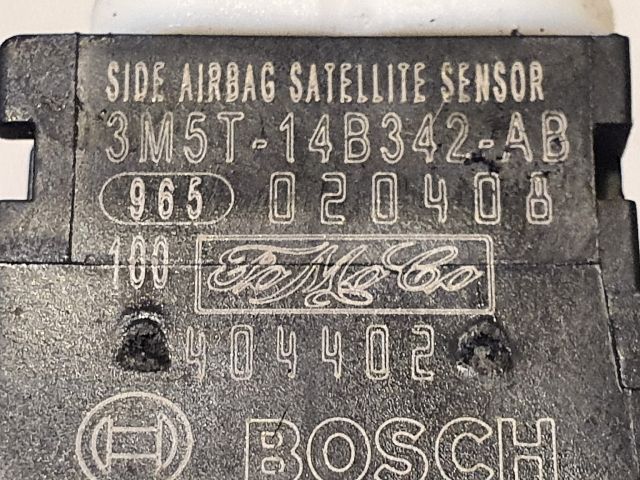 SIDE AIRBAG SATELLITE SENSOR
3M5T-14B342-AB
965 020408
100 FoMoCo
404402
BOSCH